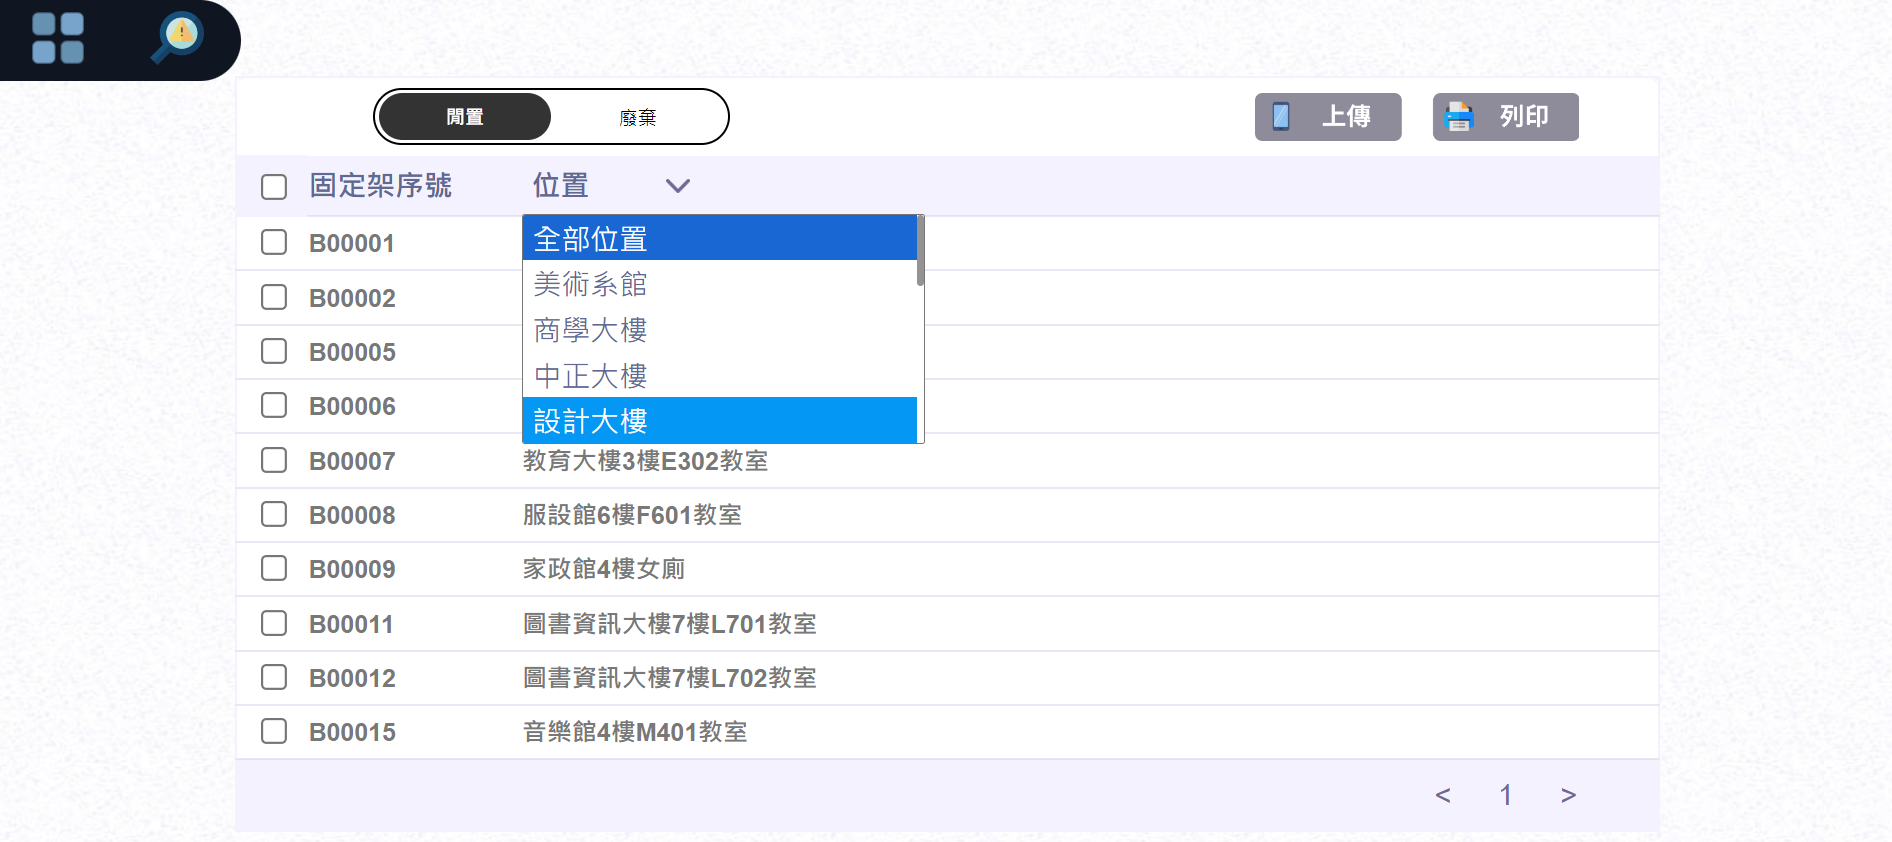 閒置 廢棄 上傳 列印
固定架序號 位置
B00001
全部位置
美術系館
B00002
商學大樓
B00005
中正大樓
B00006
設計大樓
B00007 教育大樓3樓E302教室
B00008 服設館6樓F601教室
B00009 家政館4樓女廁
B00011 圖書資訊大樓7樓L701教室
B00012 圖書資訊大樓7樓L702教室
B00015 音樂館4樓M401教室
< 1 >